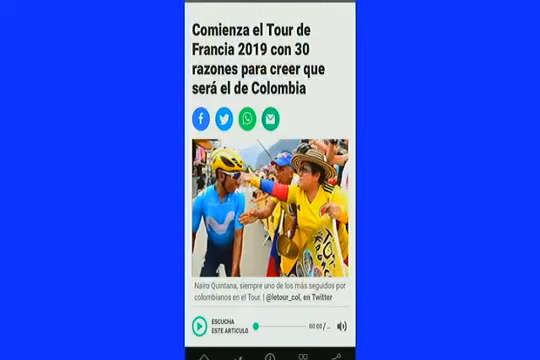 Comienza el Tour de
Francia 2019 con 30
razones para creer que
será el de Colombia
Nairo Quintana, siempre uno de los más seguidos por
colombianos en el Tour. | @letour_col, en Twitter
ESCUCHA
ESTE ARTICULO
00:00 / ...